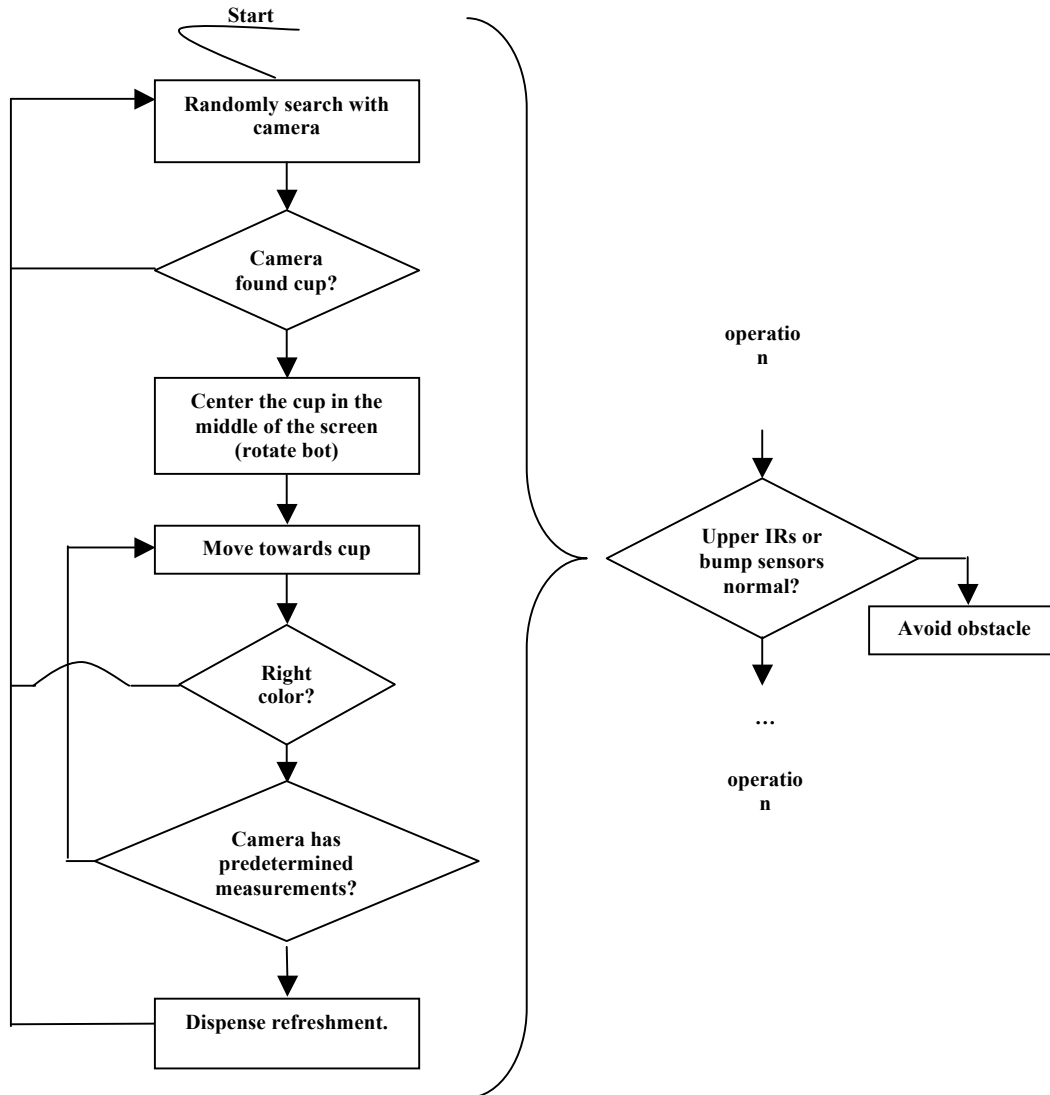 Start
Randomly search with
camera
Camera
found cup?
Center the cup in the
middle of the screen
(rotate bot)
Move towards cup
Right
color?
Camera has
predetermined
measurements?
Dispense refreshment.
operatio
n
Upper IRs or
bump sensors
normal?
Avoid obstacle
…
operatio
n